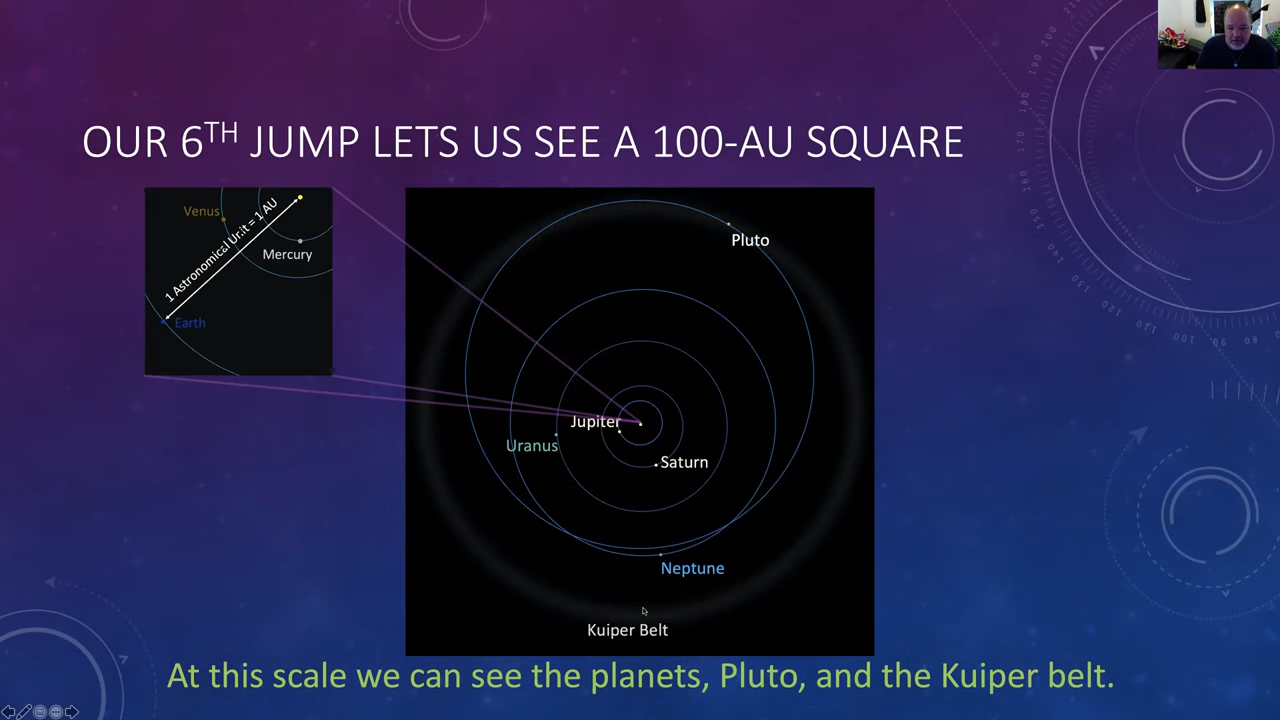 OUR 6TH JUMP LETS US SEE A 100-AU SQUARE
Venus
1 Astronomical Unit = 1 AU
Mercury
Earth
Pluto
Jupiter
Uranus
Saturn
Neptune
Kuiper Belt
At this scale we can see the planets, Pluto, and the Kuiper belt.